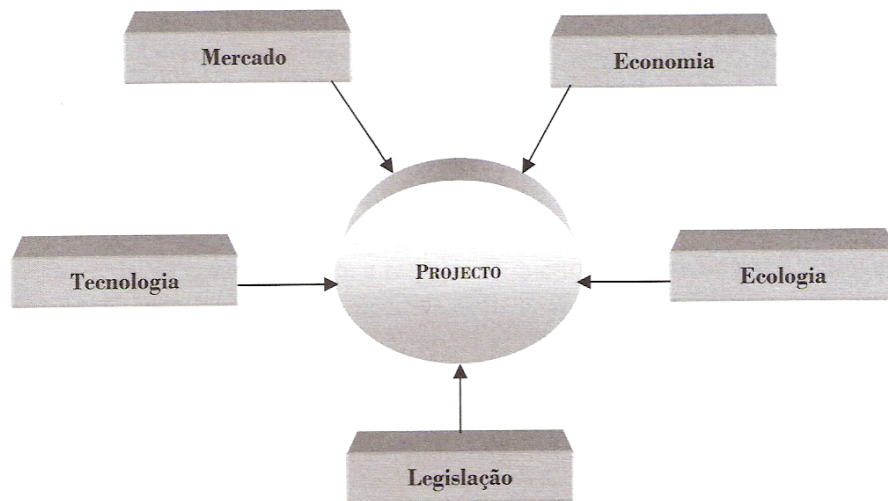 Mercado
Economia
Tecnologia
PROJECTO
Ecologia
Legislação